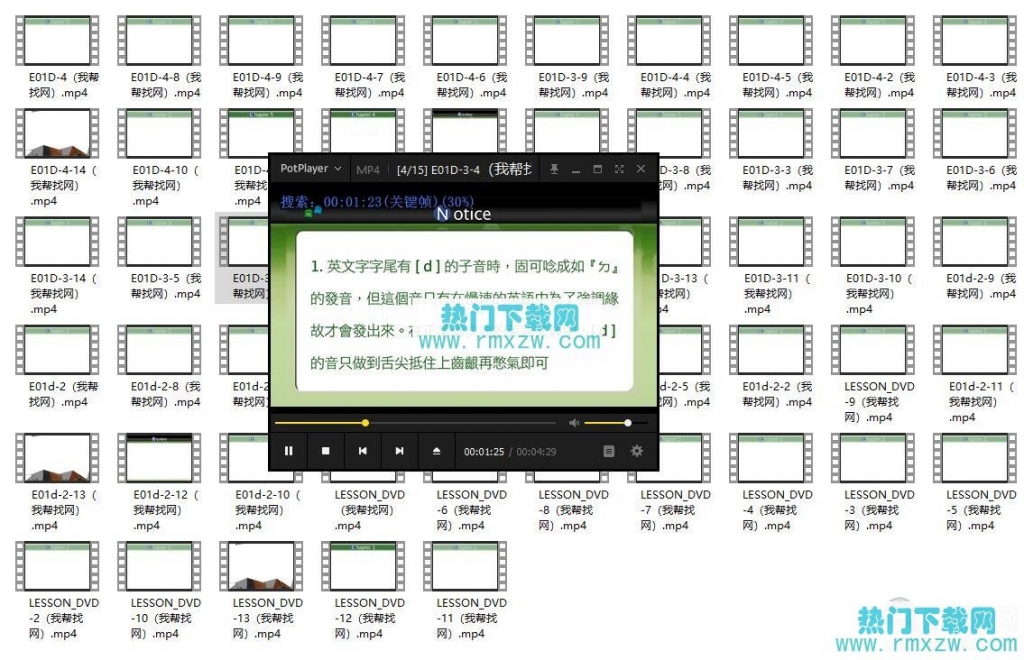 E01D-4（我帮
找网）.mp4
E01D-4-8（我
帮找网）.mp4
E01D-4-9（我
帮找网）.mp4
E01D-4-7（我
帮找网）.mp4
E01D-4-6（我
帮找网）.mp4
E01D-3-9（我
帮找网）.mp4
E01D-4-4（我
帮找网）.mp4
E01D-4-5（我
帮找网）.mp4
E01D-4-2（我
帮找网）.mp4
E01D-4-3（我
帮找网）.mp4
E01D-4-14（
我帮找网）
.mp4
E01D-4-10（
我帮找网）
.mp4
E01D-4-
我帮找
.mp4
D-3-8（我
网）.mp4
E01D-3-3（我
帮找网）.mp4
E01D-3-7（我
帮找网）.mp4
E01D-3-6（我
帮找网）.mp4
PotPlayer
MP4
[4/15] E01D-3-4（我帮找
搜索: 00:01:23(关键帧)(30%)
Notice
1. 英文字字尾有 [ d ] 的子音時，固可唸成如『ㄉ』
的發音，但這個音只有在慢速的英語中為了強調緣
故才會發出來。
d ]
的音只做到舌尖抵住上齒齦再憋氣即可
热门下载网
www.rmxzw.com
00:01:25 / 00:04:29
E01D-3-14（
我帮找网）
.mp4
E01D-3-5（我
帮找网）.mp4
E01D-3
帮找网
-3-13（
找网）
E01D-3-11（
我帮找网）
.mp4
E01D-3-10（
我帮找网）
.mp4
E01d-2-9（我
帮找网）.mp4
E01d-2（我帮
找网）.mp4
E01d-2-8（我
帮找网）.mp4
E01d-2
帮找网
d-2-5（我
网）.mp4
E01d-2-2（我
帮找网）.mp4
LESSON_DVD
-9（我帮找
网）.mp4
E01d-2-11（
我帮找网）
.mp4
E01d-2-13（
我帮找网）
.mp4
E01d-2-12（
我帮找网）
.mp4
E01d-2-10（
我帮找网）
.mp4
LESSON_DVD
（我帮找网）
.mp4
LESSON_DVD
-6（我帮找
网）.mp4
LESSON_DVD
-8（我帮找
网）.mp4
LESSON_DVD
-7（我帮找
网）.mp4
LESSON_DVD
-4（我帮找
网）.mp4
LESSON_DVD
-3（我帮找
网）.mp4
LESSON_DVD
-5（我帮找
网）.mp4
LESSON_DVD
-2（我帮找
网）.mp4
LESSON_DVD
-10（我帮找
网）.mp4
LESSON_DVD
-13（我帮找
网）.mp4
LESSON_DVD
-12（我帮找
网）.mp4
LESSON_DVD
-11（我帮找
网）.mp4
热门下载网
www.rmxzw.com